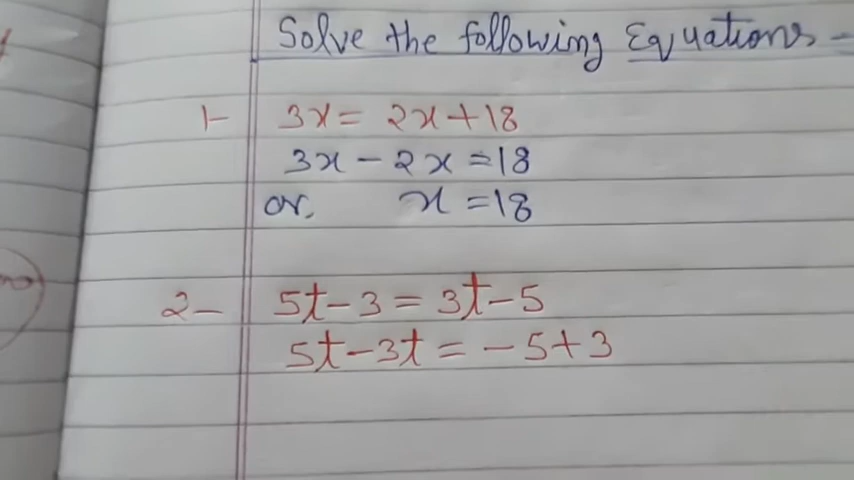 Solve the following Equations -
1- 3x = 2x + 18
3x - 2x = 18
or. x = 18
2- 5t - 3 = 3t - 5
5t - 3t = - 5 + 3